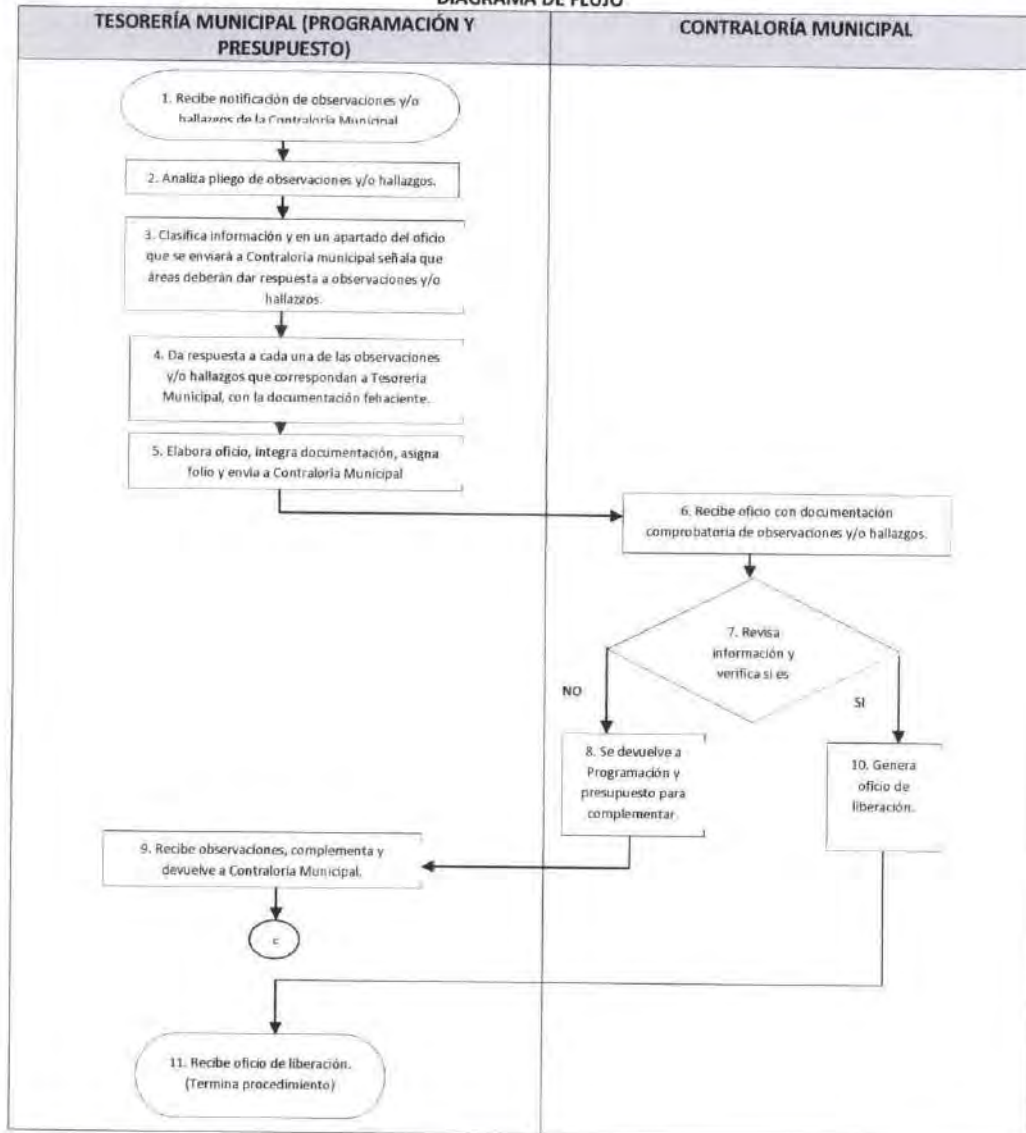 DIAGRAMA DE FLUJO
TESORERÍA MUNICIPAL (PROGRAMACIÓN Y
PRESUPUESTO)
CONTRALORÍA MUNICIPAL
1. Recibe notificación de observaciones y/o
hallazgos de la Contraloría Municipal
2. Analiza pliego de observaciones y/o hallazgos.
3. Clasifica información y en un apartado del oficio
que se enviará a Contraloría municipal señala que
áreas deberán dar respuesta a observaciones y/o
hallazgos.
4. Da respuesta a cada una de las observaciones
y/o hallazgos que correspondan a Tesorería
Municipal, con la documentación fehaciente.
5. Elabora oficio, integra documentación, asigna
folio y envía a Contraloría Municipal
6. Recibe oficio con documentación
comprobatoria de observaciones y/o hallazgos.
7. Revisa
información y
verifica si es
NO
SI
8. Se devuelve a
Programación y
presupuesto para
complementar.
10. Genera
oficio de
liberación.
9. Recibe observaciones, complementa y
devuelve a Contraloría Municipal.
c
11. Recibe oficio de liberación.
(Termina procedimiento)